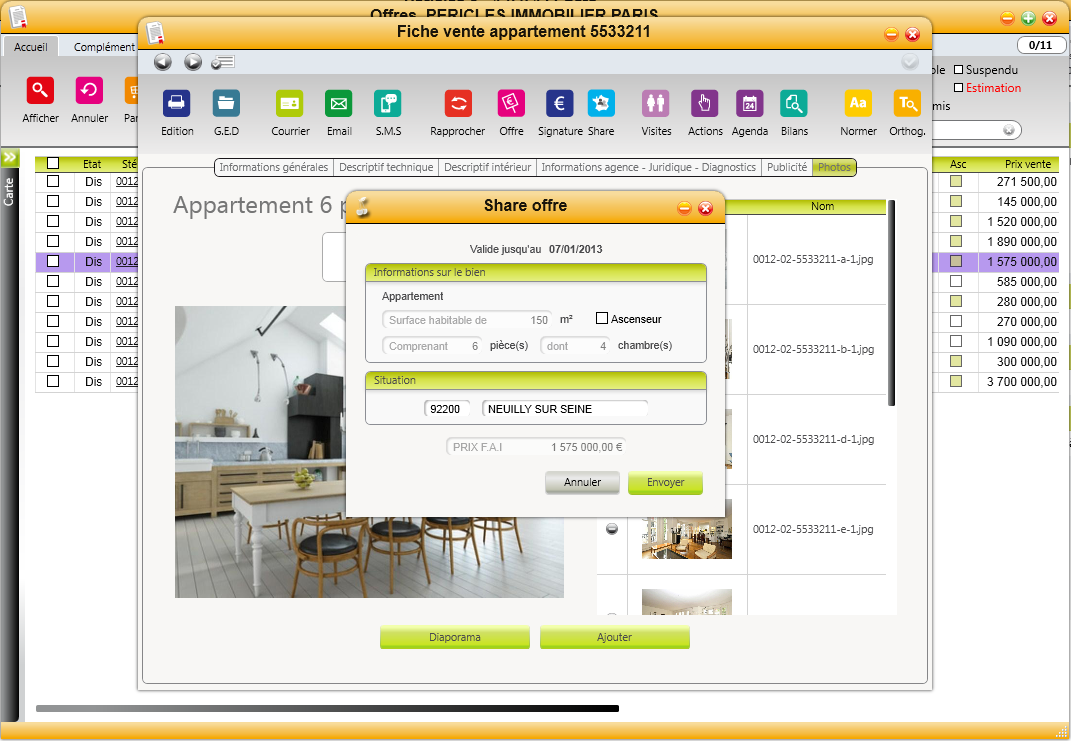 Offres PERICLES IMMOBILIER PARIS
Fiche vente appartement 5533211
Accueil
Complément
0/11
Suspendu
Estimation
Afficher
Annuler
Edition
G.E.D
Courrier
Email
S.M.S
Rapprocher
Offre
Signature
Share
Visites
Actions
Agenda
Bilans
Normer
Orthog.
Aa
To
24
Carte
Informations générales
Descriptif technique
Descriptif intérieur
Informations agence - Juridique - Diagnostics
Publicité
Photos
Etat
Asc
Prix vente
Dis 0012 271 500,00
Dis 0012 145 000,00
Dis 0012 1 520 000,00
Dis 0012 1 890 000,00
Dis 0012 1 575 000,00
Dis 0012 585 000,00
Dis 0012 280 000,00
Dis 0012 270 000,00
Dis 0012 1 090 000,00
Dis 0012 300 000,00
Dis 0012 3 700 000,00
Appartement 6
Nom
0012-02-5533211-a-1.jpg
0012-02-5533211-b-1.jpg
0012-02-5533211-d-1.jpg
0012-02-5533211-e-1.jpg
Share offre
Valide jusqu'au 07/01/2013
Informations sur le bien
Appartement
Surface habitable de 150 m²
Ascenseur
Comprenant 6 pièce(s) dont 4 chambre(s)
Situation
92200 NEUILLY SUR SEINE
PRIX F.A.I 1 575 000,00 €
Annuler
Envoyer
Diaporama
Ajouter